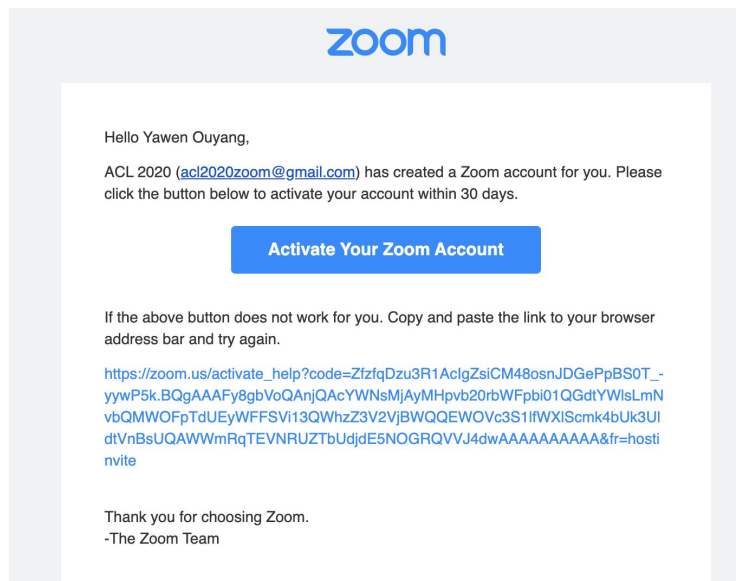 zoom
Hello Yawen Ouyang,
ACL 2020 (acl2020zoom@gmail.com) has created a Zoom account for you. Please
click the button below to activate your account within 30 days.
Activate Your Zoom Account
If the above button does not work for you. Copy and paste the link to your browser
address bar and try again.
https://zoom.us/activate_help?code=ZfzfqDzu3R1AcIgZsiCM48osnJDGePpBS0T_-
yywP5k.BQgAAAFy8gbVoQAnjQAcYWNsMjAyMHpvb20rbWFpbi01QGdtYWlsLmN
vbQMWOFpTdUEyWFFSVi13QWhzZ3V2VjBWQQEWOVc3S1lfWXlScmk4bUk3Ul
dtVnBsUQAWWmRqTEVNRUZTbUdjdE5NOGRQVVJ4dwAAAAAAAAAA&fr=hosti
nvite
Thank you for choosing Zoom.
-The Zoom Team